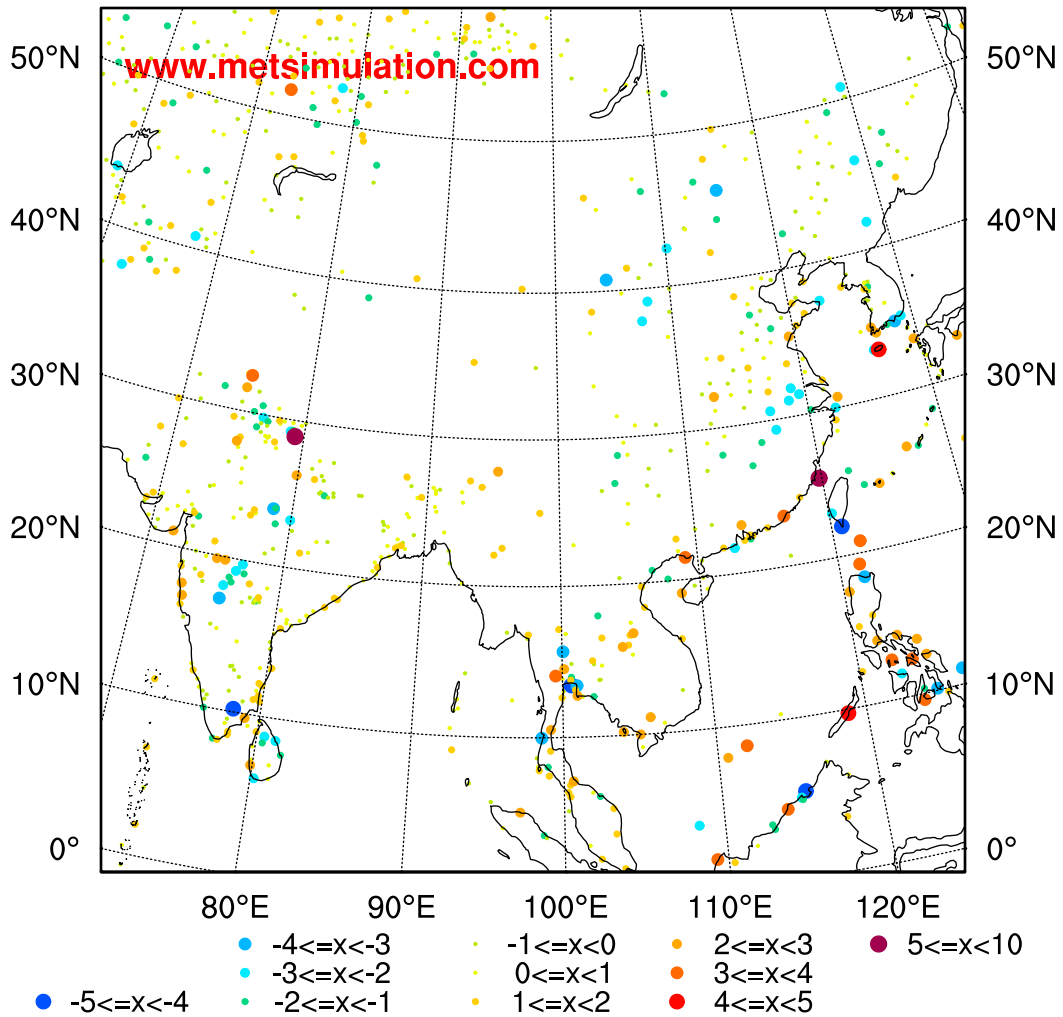 50°N 50°N
www.metsimulation.com
40°N 40°N
30°N 30°N
20°N 20°N
10°N 10°N
0° 0°
80°E 90°E 100°E 110°E 120°E
-4<=x<-3 -1<=x<0 2<=x<3 5<=x<10
-3<=x<-2 0<=x<1 3<=x<4
-5<=x<-4 -2<=x<-1 1<=x<2 4<=x<5